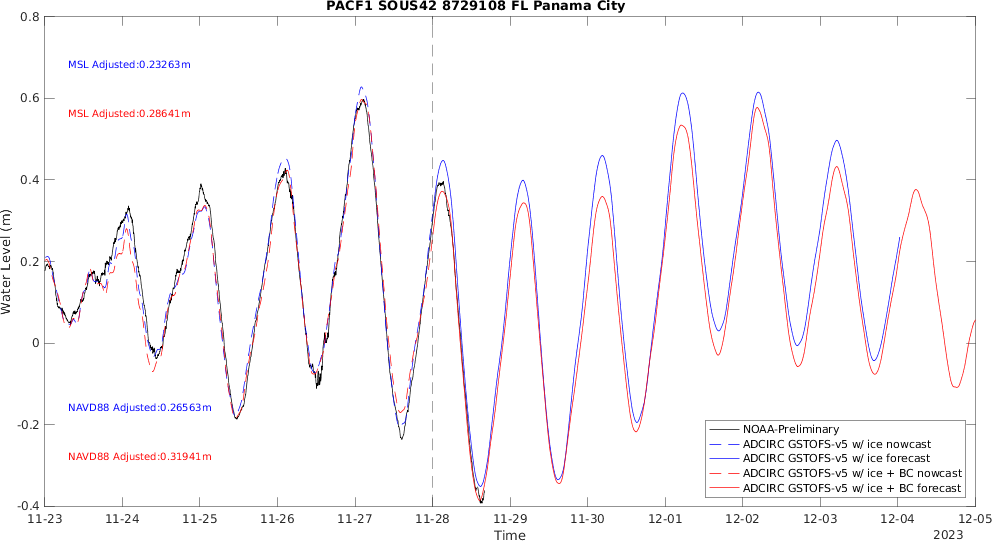 PACF1 SOUS42 8729108 FL Panama City
0.8
0.6
0.4
0.2
0
-0.2
-0.4
Water Level (m)
MSL Adjusted:0.23263m
MSL Adjusted:0.28641m
NAVD88 Adjusted:0.26563m
NAVD88 Adjusted:0.31941m
NOAA-Preliminary
ADCIRC GSTOFS-v5 w/ ice nowcast
ADCIRC GSTOFS-v5 w/ ice forecast
ADCIRC GSTOFS-v5 w/ ice + BC nowcast
ADCIRC GSTOFS-v5 w/ ice + BC forecast
11-23 11-24 11-25 11-26 11-27 11-28 11-29 11-30 12-01 12-02 12-03 12-04 12-05
Time
2023